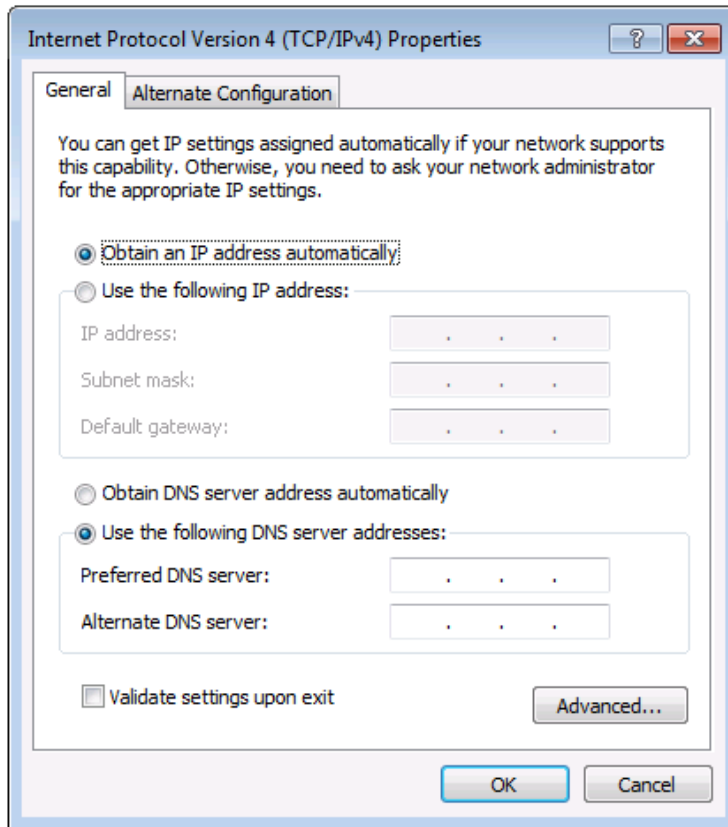 Internet Protocol Version 4 (TCP/IPv4) Properties
?
General
Alternate Configuration
You can get IP settings assigned automatically if your network supports
this capability. Otherwise, you need to ask your network administrator
for the appropriate IP settings.
Obtain an IP address automatically
Use the following IP address:
IP address: . . .
Subnet mask: . . .
Default gateway: . . .
Obtain DNS server address automatically
Use the following DNS server addresses:
Preferred DNS server: . . .
Alternate DNS server: . . .
Validate settings upon exit
Advanced...
OK
Cancel